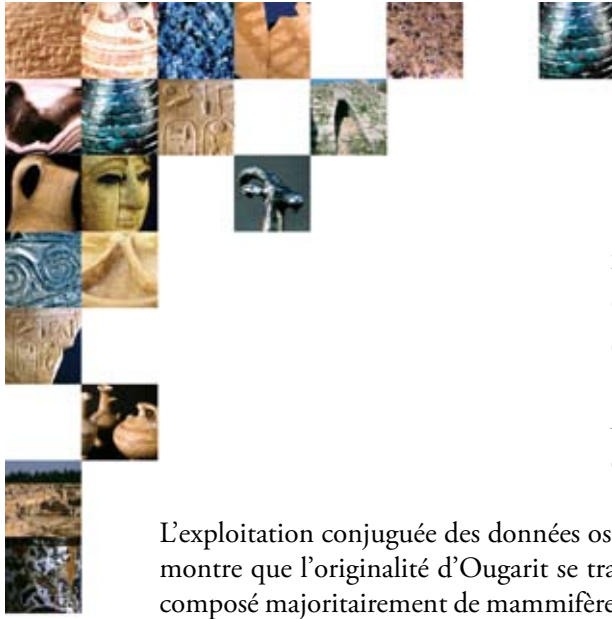 L’exploitation conjuguée des données os
montre que l’originalité d’Ougarit se tra
composé majoritairement de mammifère